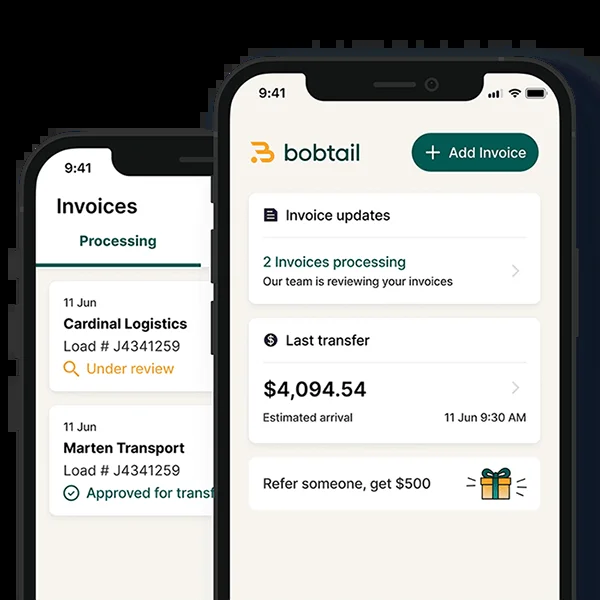 9:41
Invoices
Processing
11 Jun
Cardinal Logistics
Load # J4341259
Under review
11 Jun
Marten Transport
Load # J4341259
Approved for transf
9:41
bobtail
+ Add Invoice
Invoice updates
2 Invoices processing
Our team is reviewing your invoices
Last transfer
$4,094.54
Estimated arrival 11 Jun 9:30 AM
Refer someone, get $500